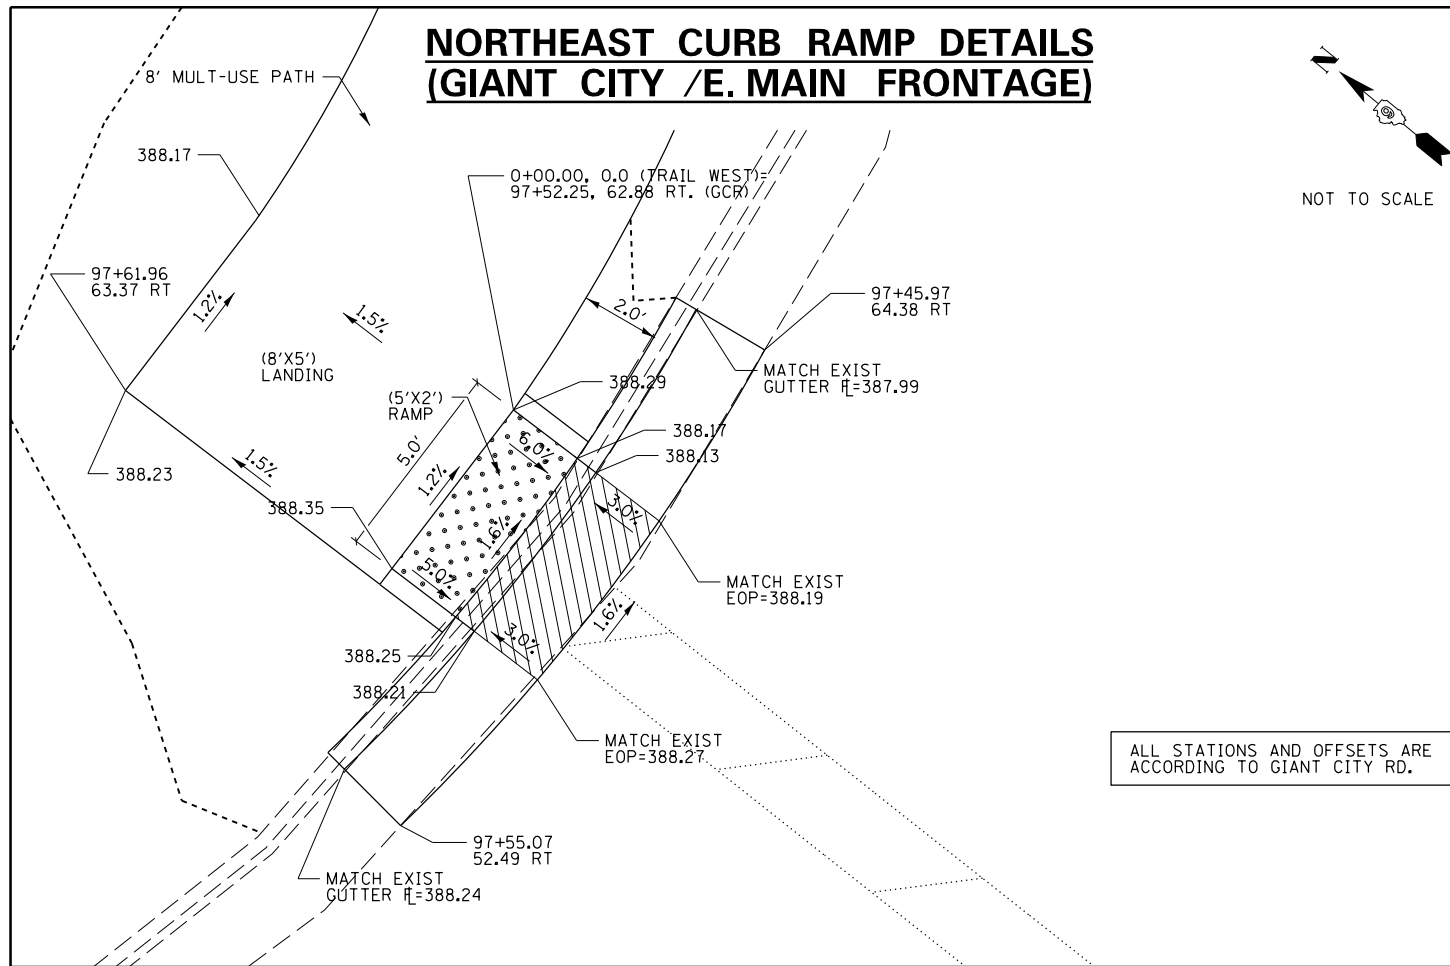 NORTHEAST CURB RAMP DETAILS
(GIANT CITY /E. MAIN FRONTAGE)
N
NOT TO SCALE
8' MULT-USE PATH
388.17
0+00.00, 0.0 (TRAIL WEST)=
97+52.25, 62.88 RT. (GCR)
97+61.96
63.37 RT
1.2%
1.5%
2.0'
97+45.97
64.38 RT
(8'X5')
LANDING
(5'X2')
RAMP
388.29
MATCH EXIST
GUTTER FL=387.99
5.0'
6.0%
388.17
388.13
388.23
1.5%
1.2%
388.35
3.0%
1.6%
5.0%
MATCH EXIST
EOP=388.19
1.6%
3.0%
388.25
388.21
MATCH EXIST
EOP=388.27
ALL STATIONS AND OFFSETS ARE
ACCORDING TO GIANT CITY RD.
97+55.07
52.49 RT
MATCH EXIST
GUTTER FL=388.24